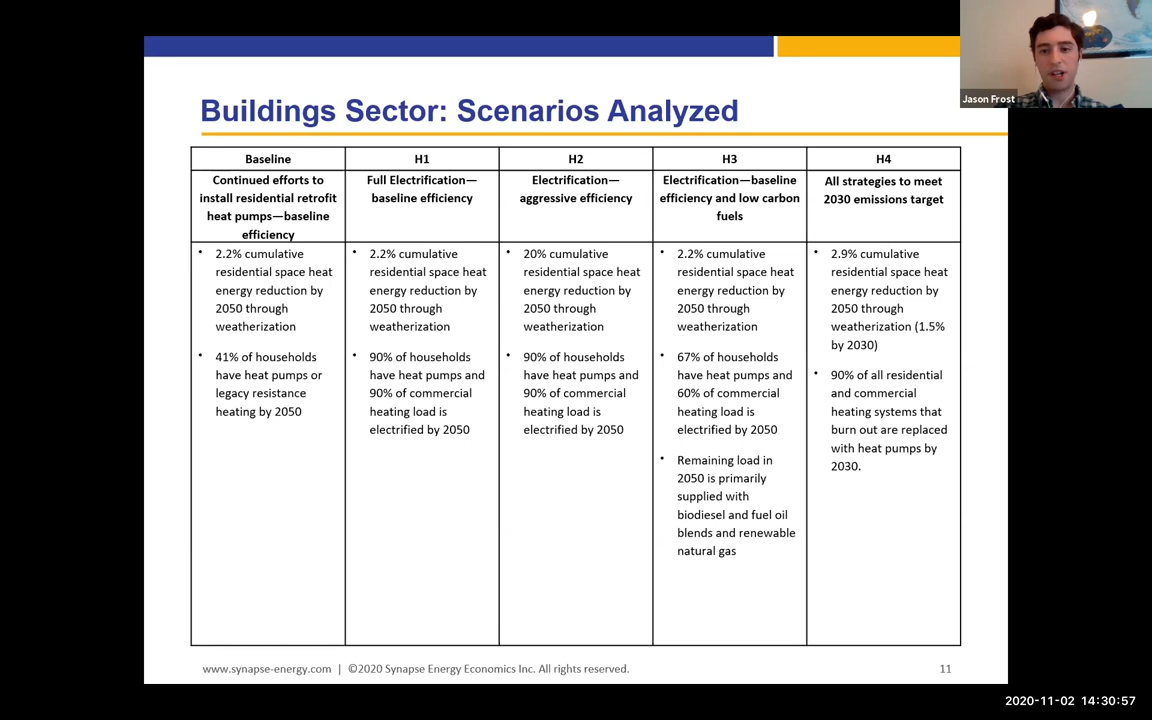 Jason Frost
Buildings Sector: Scenarios Analyzed
Baseline
Continued efforts to
install residential retrofit
heat pumps—baseline
efficiency
• 2.2% cumulative
residential space heat
energy reduction by
2050 through
weatherization
• 41% of households
have heat pumps or
legacy resistance
heating by 2050
H1
Full Electrification—
baseline efficiency
• 2.2% cumulative
residential space heat
energy reduction by
2050 through
weatherization
• 90% of households
have heat pumps and
90% of commercial
heating load is
electrified by 2050
H2
Electrification—
aggressive efficiency
• 20% cumulative
residential space heat
energy reduction by
2050 through
weatherization
• 90% of households
have heat pumps and
90% of commercial
heating load is
electrified by 2050
H3
Electrification—baseline
efficiency and low carbon
fuels
• 2.2% cumulative
residential space heat
energy reduction by
2050 through
weatherization
• 67% of households
have heat pumps and
60% of commercial
heating load is
electrified by 2050
• Remaining load in
2050 is primarily
supplied with
biodiesel and fuel oil
blends and renewable
natural gas
H4
All strategies to meet
2030 emissions target
• 2.9% cumulative
residential space heat
energy reduction by
2050 through
weatherization (1.5%
by 2030)
• 90% of all residential
and commercial
heating systems that
burn out are replaced
with heat pumps by
2030.
www.synapse-energy.com | ©2020 Synapse Energy Economics Inc. All rights reserved.
11
2020-11-02 14:30:57